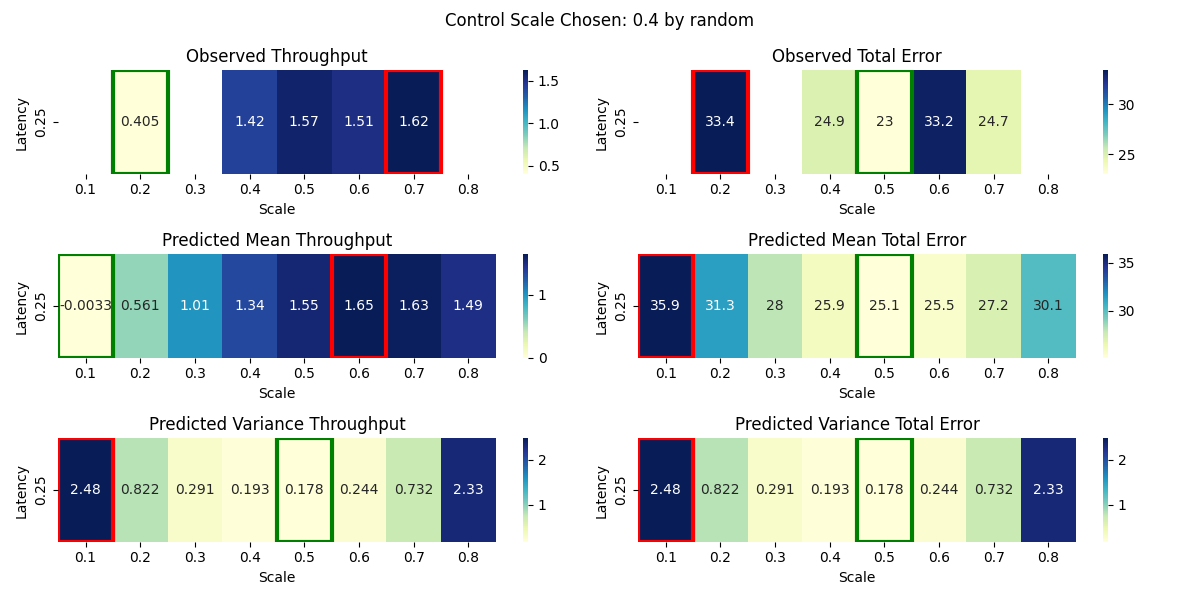 Control Scale Chosen: 0.4 by random
Observed Throughput
Latency
0.25
0.405 1.42 1.57 1.51 1.62
0.1 0.2 0.3 0.4 0.5 0.6 0.7 0.8
Scale
1.5
1.0
0.5
Observed Total Error
Latency
0.25
33.4 24.9 23 33.2 24.7
0.1 0.2 0.3 0.4 0.5 0.6 0.7 0.8
Scale
30
25
Predicted Mean Throughput
Latency
0.25
-0.0033 0.561 1.01 1.34 1.55 1.65 1.63 1.49
0.1 0.2 0.3 0.4 0.5 0.6 0.7 0.8
Scale
1
0
Predicted Mean Total Error
Latency
0.25
35.9 31.3 28 25.9 25.1 25.5 27.2 30.1
0.1 0.2 0.3 0.4 0.5 0.6 0.7 0.8
Scale
35
30
Predicted Variance Throughput
Latency
0.25
2.48 0.822 0.291 0.193 0.178 0.244 0.732 2.33
0.1 0.2 0.3 0.4 0.5 0.6 0.7 0.8
Scale
2
1
Predicted Variance Total Error
Latency
0.25
2.48 0.822 0.291 0.193 0.178 0.244 0.732 2.33
0.1 0.2 0.3 0.4 0.5 0.6 0.7 0.8
Scale
2
1